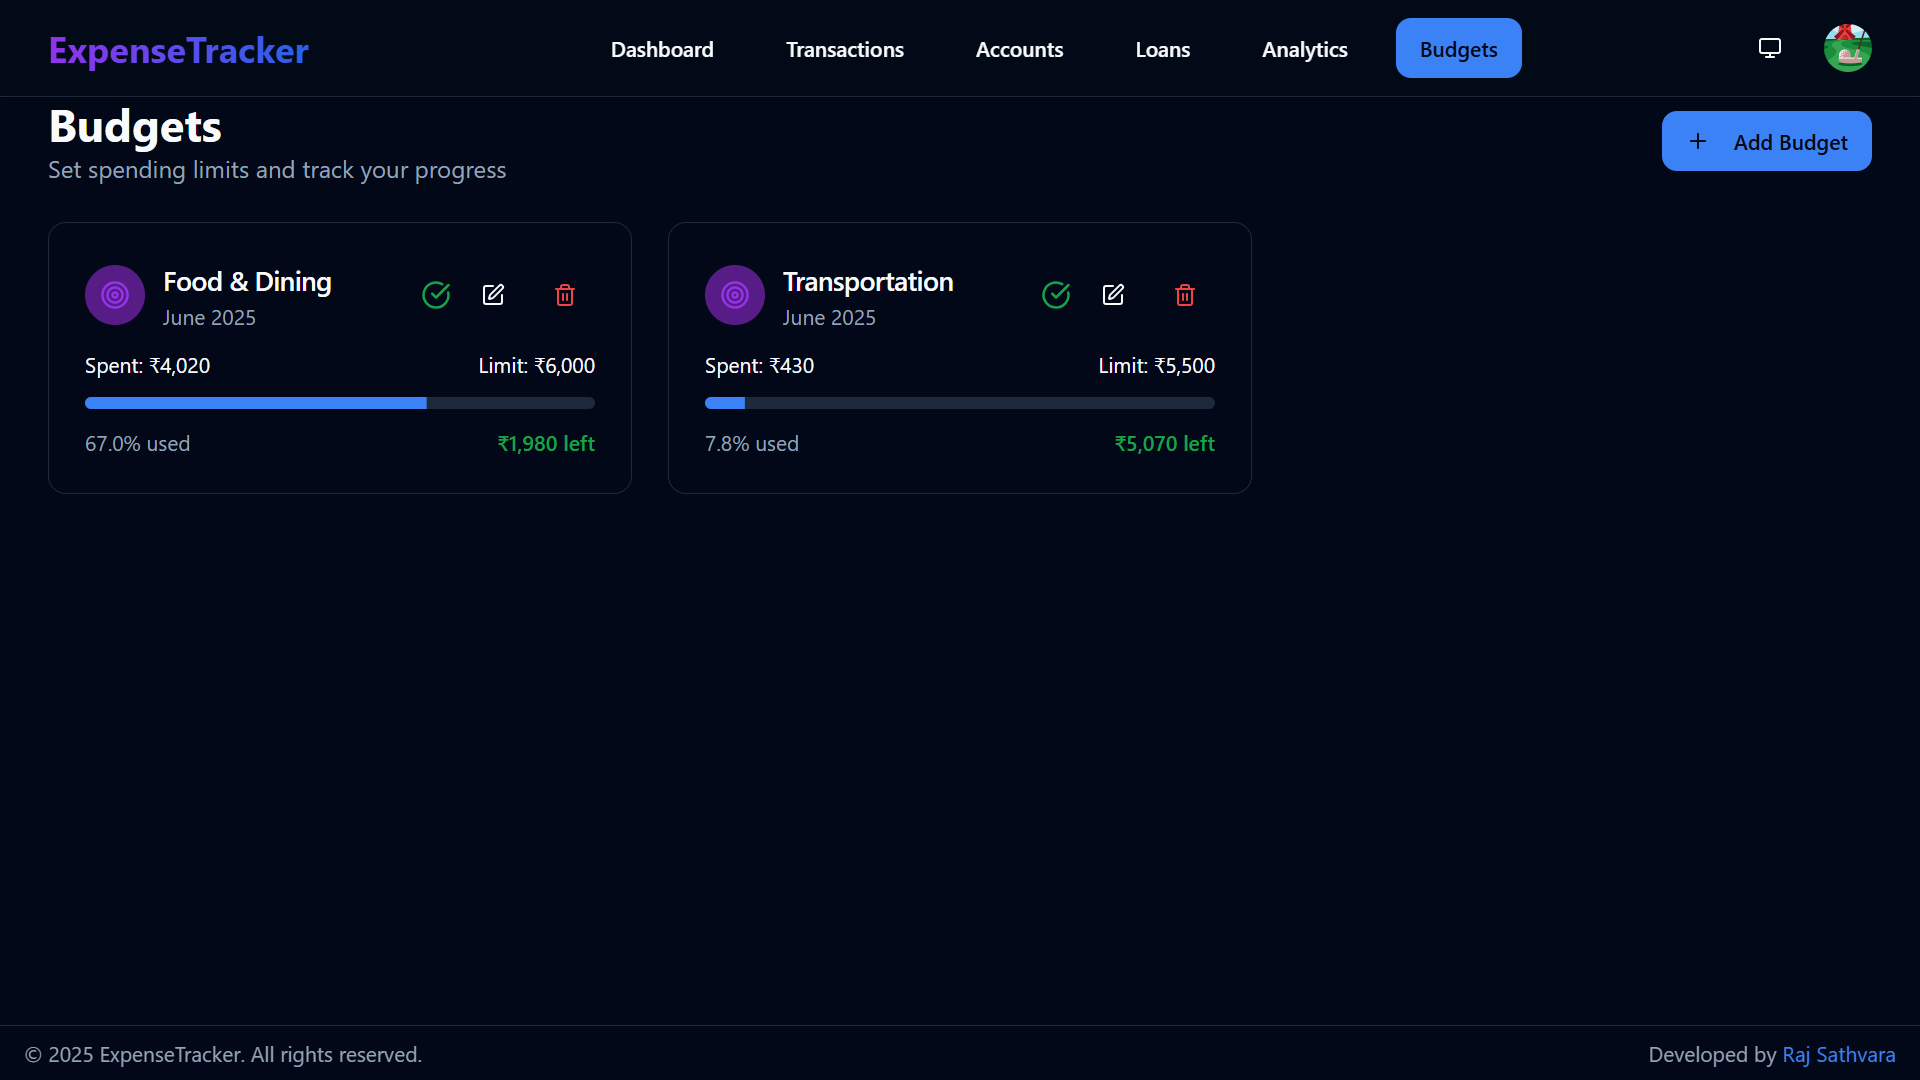 ExpenseTracker
Dashboard
Transactions
Accounts
Loans
Analytics
Budgets
Budgets
Set spending limits and track your progress
Add Budget
Food & Dining
June 2025
Spent: ₹4,020
Limit: ₹6,000
67.0% used
₹1,980 left
Transportation
June 2025
Spent: ₹430
Limit: ₹5,500
7.8% used
₹5,070 left
© 2025 ExpenseTracker. All rights reserved.
Developed by Raj Sathvara